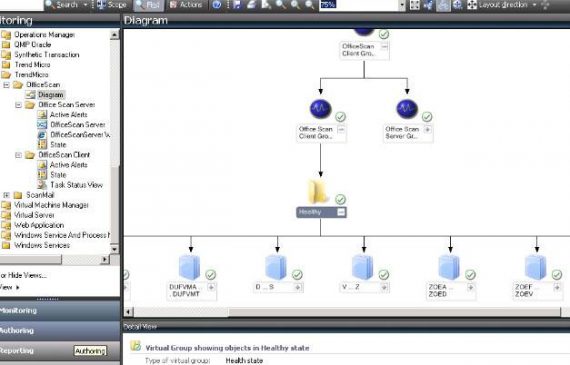 Search
Scope
Find
Actions
75%
Layout direction
itoring
Diagram
Operations Manager
QMP Oracle
Synthetic Transaction
Trend Micro
TrendMicro
OfficeScan
Diagram
Office Scan Server
Active Alerts
OfficeScan Server
OfficeScanServer
State
OfficeScan Client
Active Alerts
State
Task Status View
ScanMail
Virtual Machine Manager
Virtual Server
Web Application
Windows Service And Process
Windows Services
or Hide Views...
View
Monitoring
Authoring
Reporting
Authoring
OfficeScan
Client Gro...
Office Scan
Client Gro...
Office Scan
Server Gr...
Healthy
DUFVMA...
. DUFVMT
D ... S
V ... Z
ZOEA ...
ZOED
ZOEF ...
ZOEV
Detail View
Virtual Group showing objects in Healthy state
Type of virtual group:
Health state